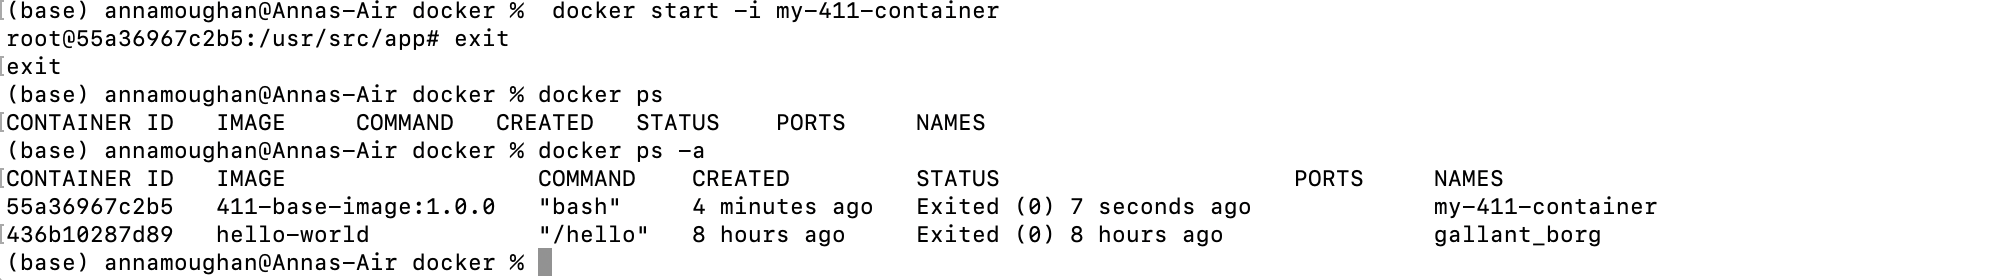 (base) annamoughan@Annas-Air docker %  docker start -i my-411-container
root@55a36967c2b5:/usr/src/app# exit
exit
(base) annamoughan@Annas-Air docker % docker ps
CONTAINER ID   IMAGE     COMMAND   CREATED   STATUS    PORTS     NAMES
(base) annamoughan@Annas-Air docker % docker ps -a
CONTAINER ID   IMAGE                  COMMAND    CREATED         STATUS                     PORTS     NAMES
55a36967c2b5   411-base-image:1.0.0   "bash"     4 minutes ago   Exited (0) 7 seconds ago             my-411-container
436b10287d89   hello-world            "/hello"   8 hours ago     Exited (0) 8 hours ago               gallant_borg
(base) annamoughan@Annas-Air docker %